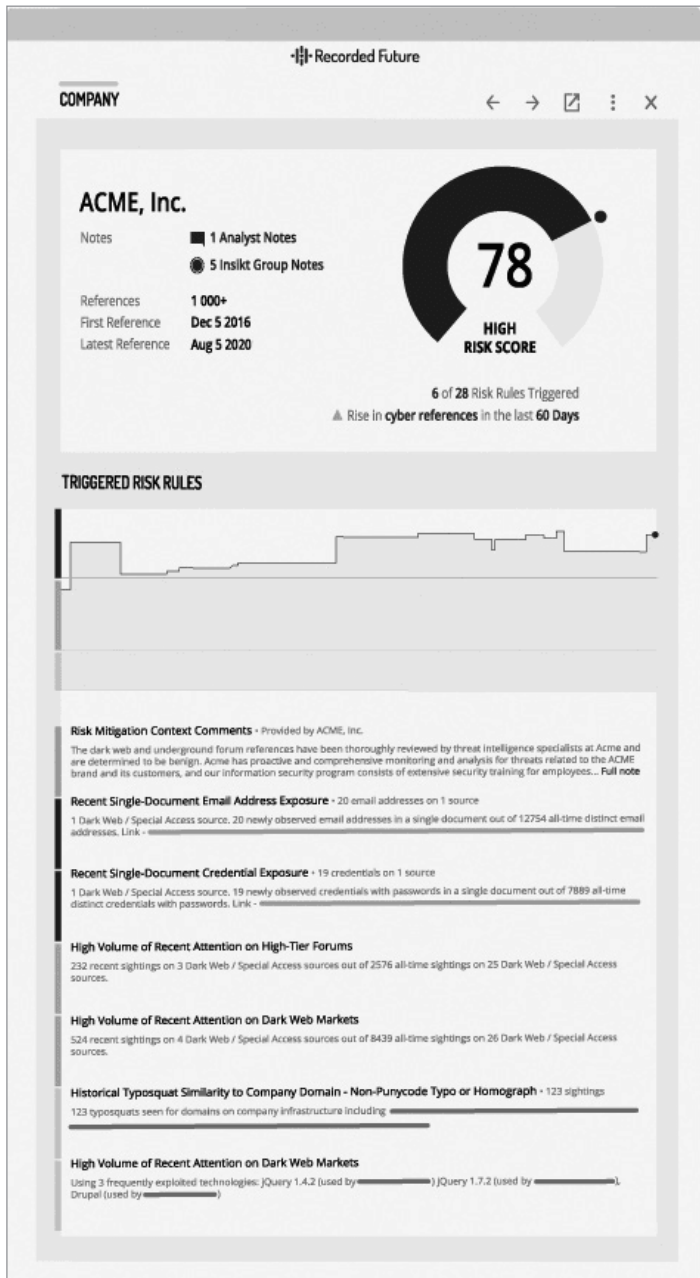 Recorded Future
COMPANY
ACME, Inc.
Notes
1 Analyst Notes
5 Insikt Group Notes
References 1 000+
First Reference Dec 5 2016
Latest Reference Aug 5 2020
78
HIGH
RISK SCORE
6 of 28 Risk Rules Triggered
Rise in cyber references in the last 60 Days
TRIGGERED RISK RULES
Risk Mitigation Context Comments • Provided by ACME, Inc.
The dark web and underground forum references have been thoroughly reviewed by threat intelligence specialists at Acme and
are determined to be benign. Acme has proactive and comprehensive monitoring and analysis for threats related to the ACME
brand and its customers, and our information security program consists of extensive security training for employees... Full note
Recent Single-Document Email Address Exposure • 20 email addresses on 1 source
1 Dark Web / Special Access source. 20 newly observed email addresses in a single document out of 12754 all-time distinct email
addresses. Link -
Recent Single-Document Credential Exposure • 19 credentials on 1 source
1 Dark Web / Special Access source. 19 newly observed credentials with passwords in a single document out of 7889 all-time
distinct credentials with passwords. Link -
High Volume of Recent Attention on High-Tier Forums
232 recent sightings on 3 Dark Web / Special Access sources out of 2576 all-time sightings on 25 Dark Web / Special Access
sources.
High Volume of Recent Attention on Dark Web Markets
524 recent sightings on 4 Dark Web / Special Access sources out of 8439 all-time sightings on 26 Dark Web / Special Access
sources.
Historical Typosquat Similarity to Company Domain - Non-Punycode Typo or Homograph • 123 sightings
123 typosquats seen for domains on company infrastructure including
High Volume of Recent Attention on Dark Web Markets
Using 3 frequently exploited technologies: jQuery 1.4.2 (used by ) jQuery 1.7.2 (used by ),
Drupal (used by )